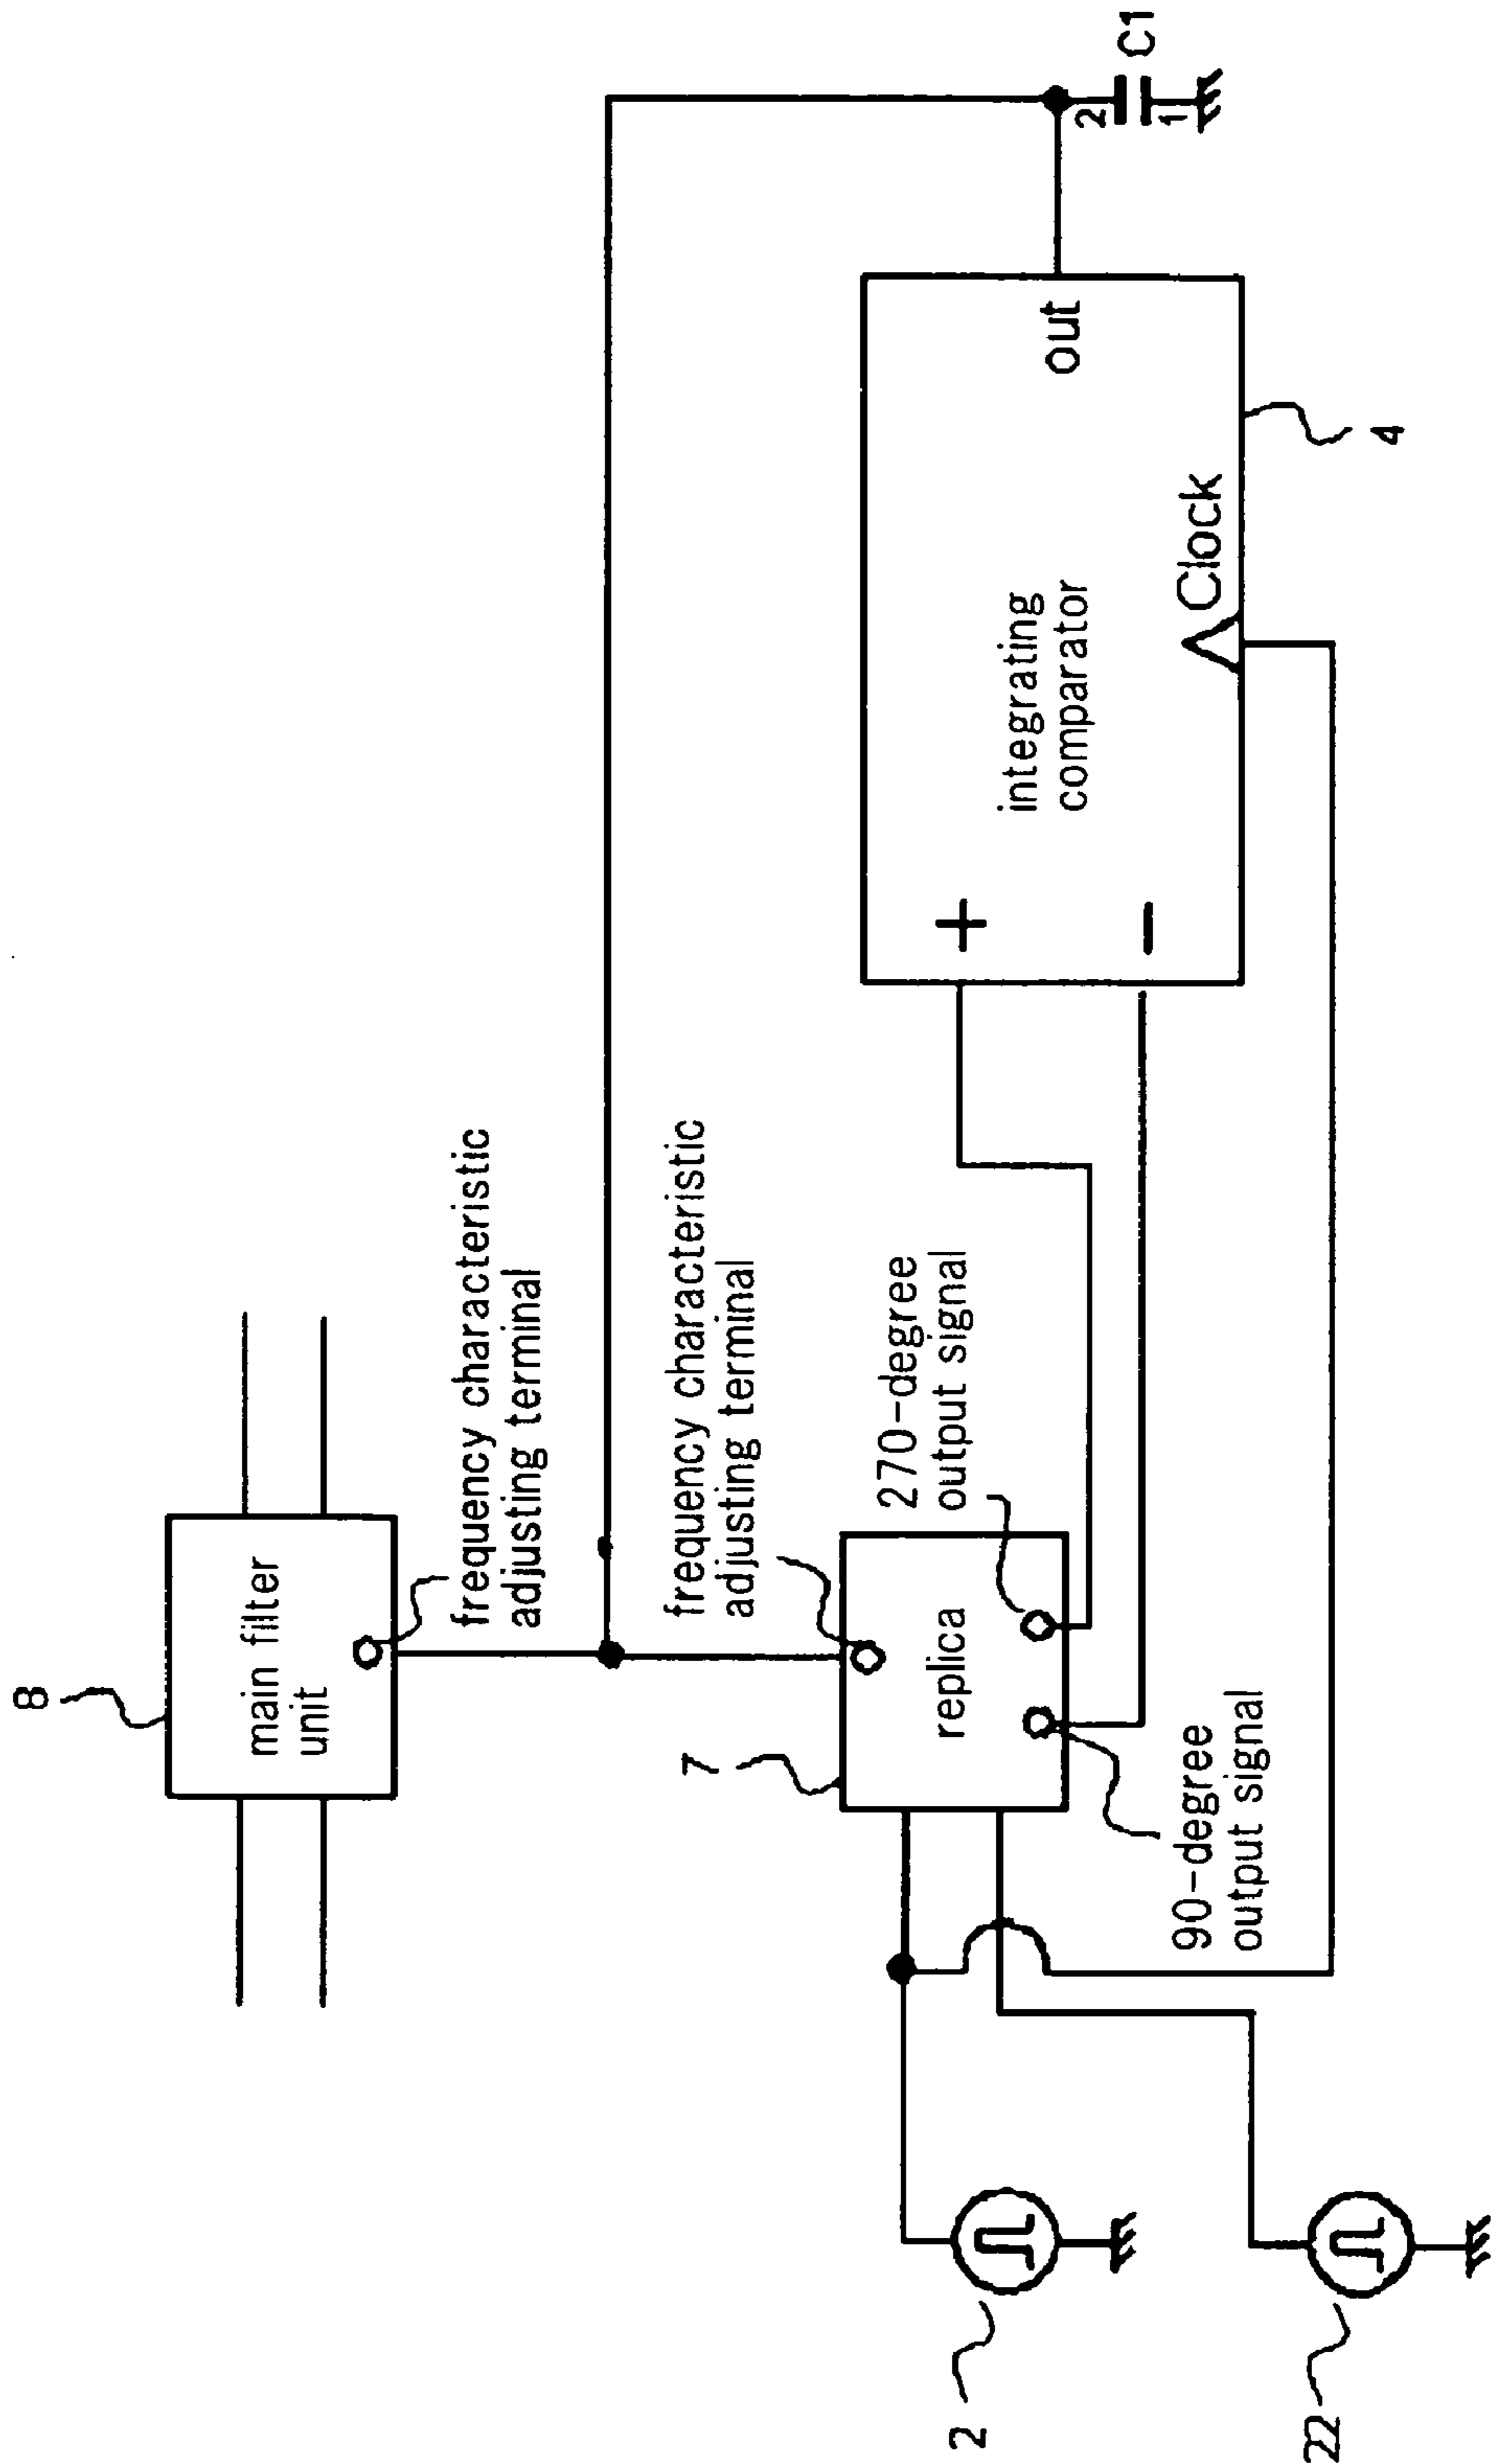 8
main filter
unit
frequency characteristic
adjusting terminal
frequency characteristic
adjusting terminal
7
replica
270-degree
output signal
90-degree
output signal
integrating
comparator
+
−
out
Clock
4
2
1
C1
2
22